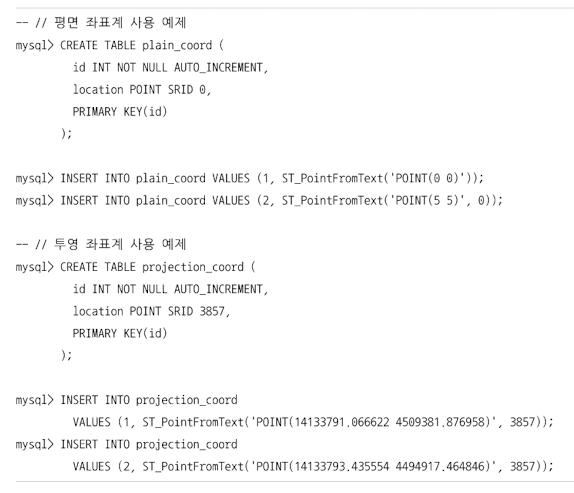 -- // 평면 좌표계 사용 예제
mysql> CREATE TABLE plain_coord (
id INT NOT NULL AUTO_INCREMENT,
location POINT SRID 0,
PRIMARY KEY(id)
);
mysql> INSERT INTO plain_coord VALUES (1, ST_PointFromText('POINT(0 0)'));
mysql> INSERT INTO plain_coord VALUES (2, ST_PointFromText('POINT(5 5)', 0));
-- // 투영 좌표계 사용 예제
mysql> CREATE TABLE projection_coord (
id INT NOT NULL AUTO_INCREMENT,
location POINT SRID 3857,
PRIMARY KEY(id)
);
mysql> INSERT INTO projection_coord
VALUES (1, ST_PointFromText('POINT(14133791.066622 4509381.876958)', 3857));
mysql> INSERT INTO projection_coord
VALUES (2, ST_PointFromText('POINT(14133793.435554 4494917.464846)', 3857));